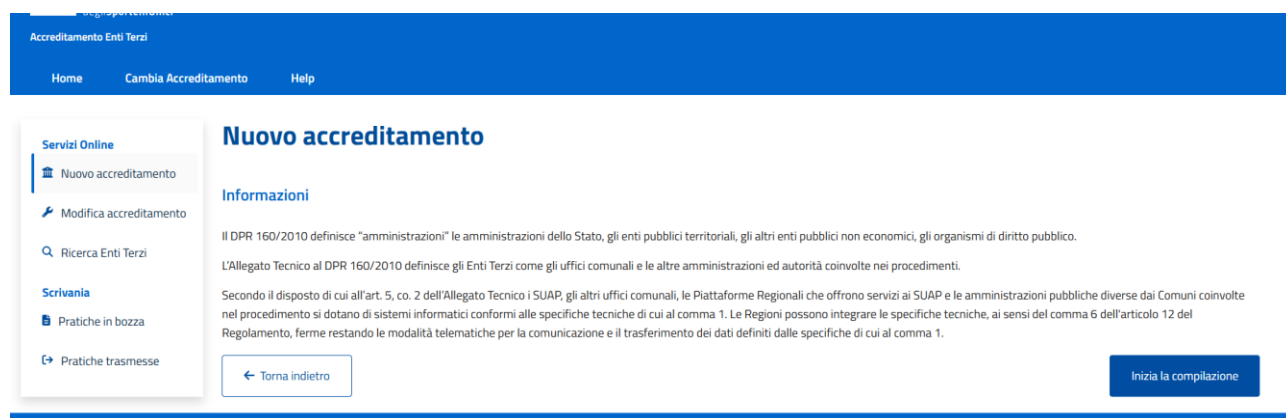 Accreditamento Enti Terzi
Home Cambia Accreditamento Help
Servizi Online
Nuovo accreditamento
Modifica accreditamento
Ricerca Enti Terzi
Scrivania
Pratiche in bozza
Pratiche trasmesse
Nuovo accreditamento
Informazioni
Il DPR 160/2010 definisce "amministrazioni" le amministrazioni dello Stato, gli enti pubblici territoriali, gli altri enti pubblici non economici, gli organismi di diritto pubblico.
L'Allegato Tecnico al DPR 160/2010 definisce gli Enti Terzi come gli uffici comunali e le altre amministrazioni ed autorità coinvolte nei procedimenti.
Secondo il disposto di cui all'art. 5, co. 2 dell'Allegato Tecnico i SUAP, gli altri uffici comunali, le Piattaforme Regionali che offrono servizi ai SUAP e le amministrazioni pubbliche diverse dai Comuni coinvolte
nel procedimento si dotano di sistemi informatici conformi alle specifiche tecniche di cui al comma 1. Le Regioni possono integrare le specifiche tecniche, ai sensi del comma 6 dell'articolo 12 del
Regolamento, ferme restando le modalità telematiche per la comunicazione e il trasferimento dei dati definiti dalle specifiche di cui al comma 1.
Torna indietro
Inizia la compilazione